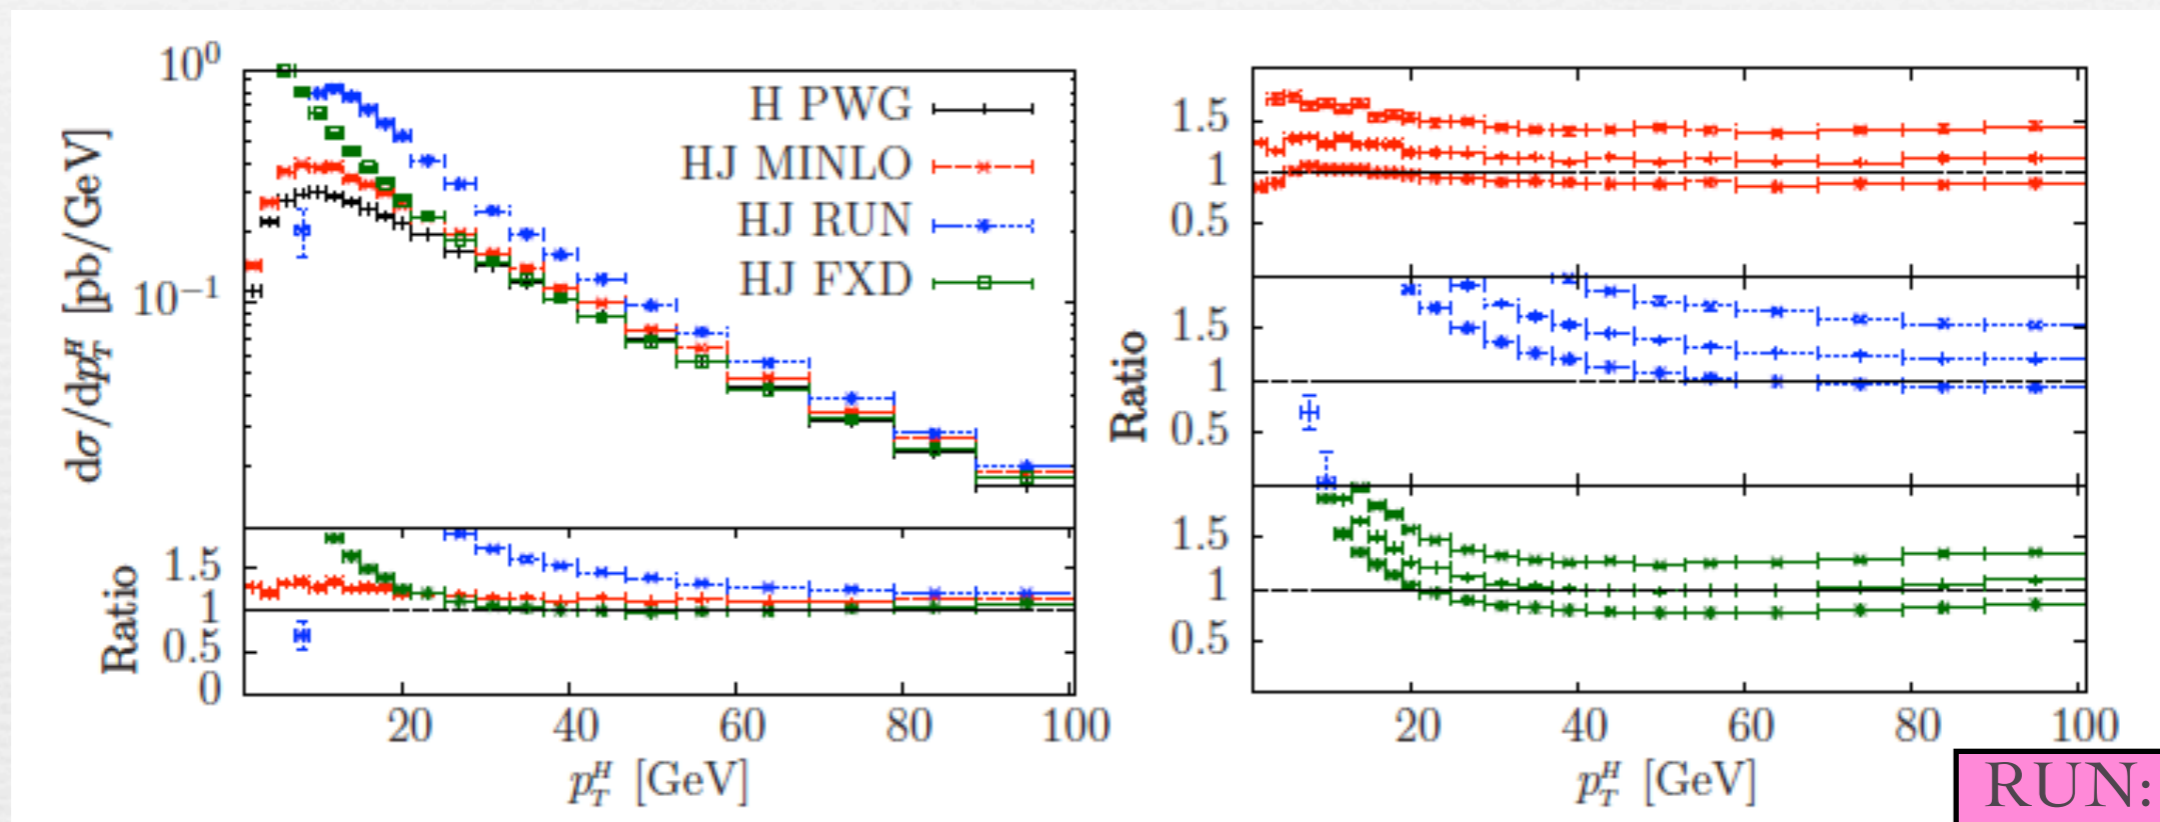 10^0
10^{-1}
dσ/dp_T^H [pb/GeV]
H PWG
HJ MINLO
HJ RUN
HJ FXD
Ratio
1.5
1
0.5
0
20 40 60 80 100
p_T^H [GeV]
Ratio
1.5
1
0.5
1.5
1
0.5
1.5
1
0.5
20 40 60 80 100
p_T^H [GeV]
RUN: